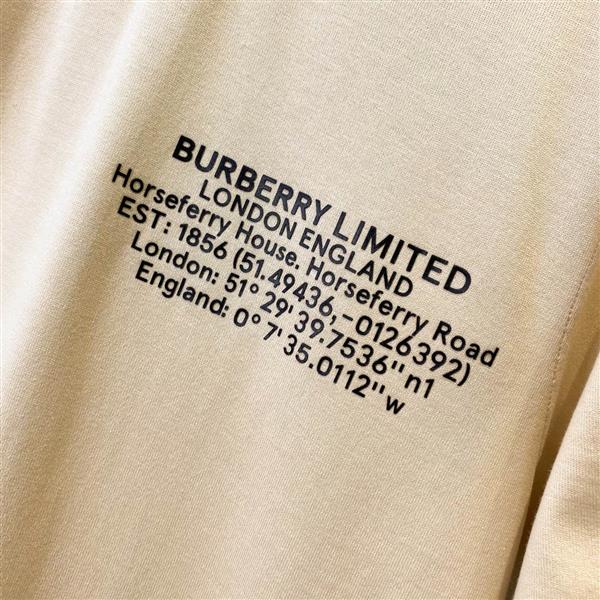 BURBERRY LIMITED
LONDON ENGLAND
Horseferry House. Horseferry Road
EST: 1856 (51.49436,-0126392)
London: 51° 29'39.7536''n1
England: 0° 7'35.0112''w